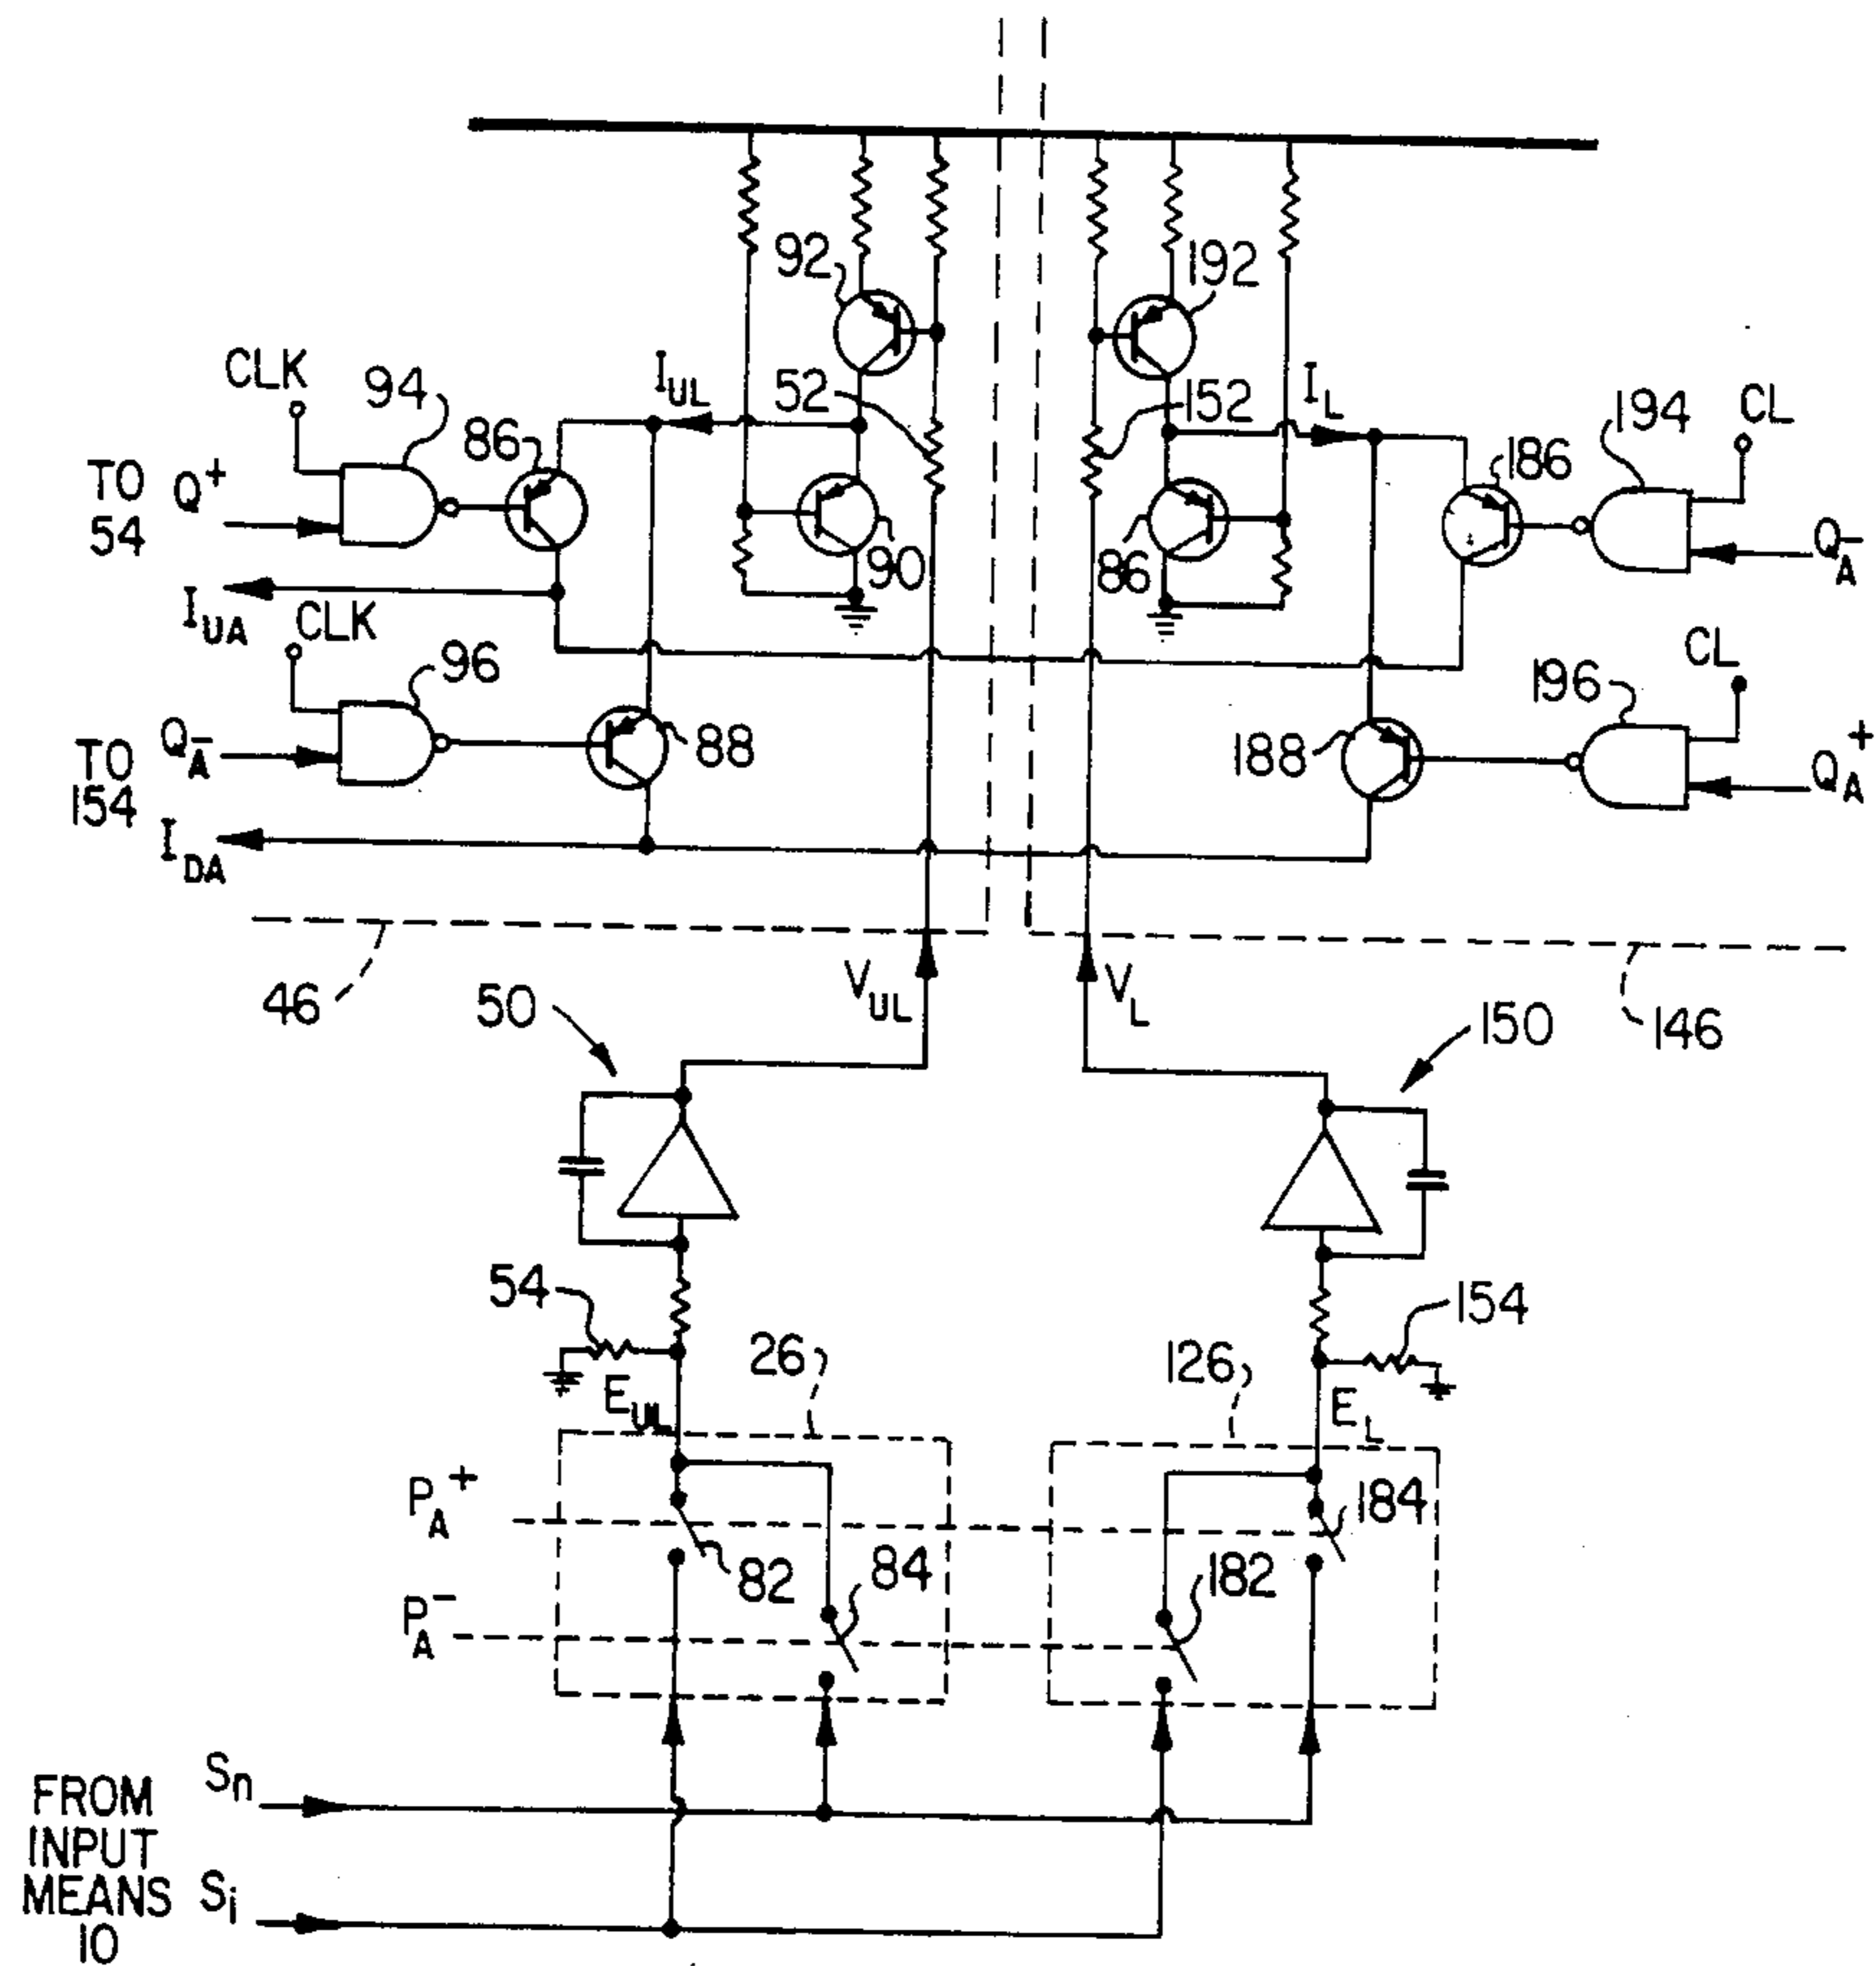 92
192
CLK
94
I_UL
52
152
I_L
194
CL
86
186
TO
54
Q+
90
86
Q_A-
I_UA
CLK
96
CL
196
Q_A-
TO
154
88
188
Q_A+
I_DA
46
50
V_UL
V_L
150
146
54
154
26
126
E_UL
E_L
P_A+
82
84
182
184
P_A-
S_n
FROM
INPUT
MEANS
10
S_i